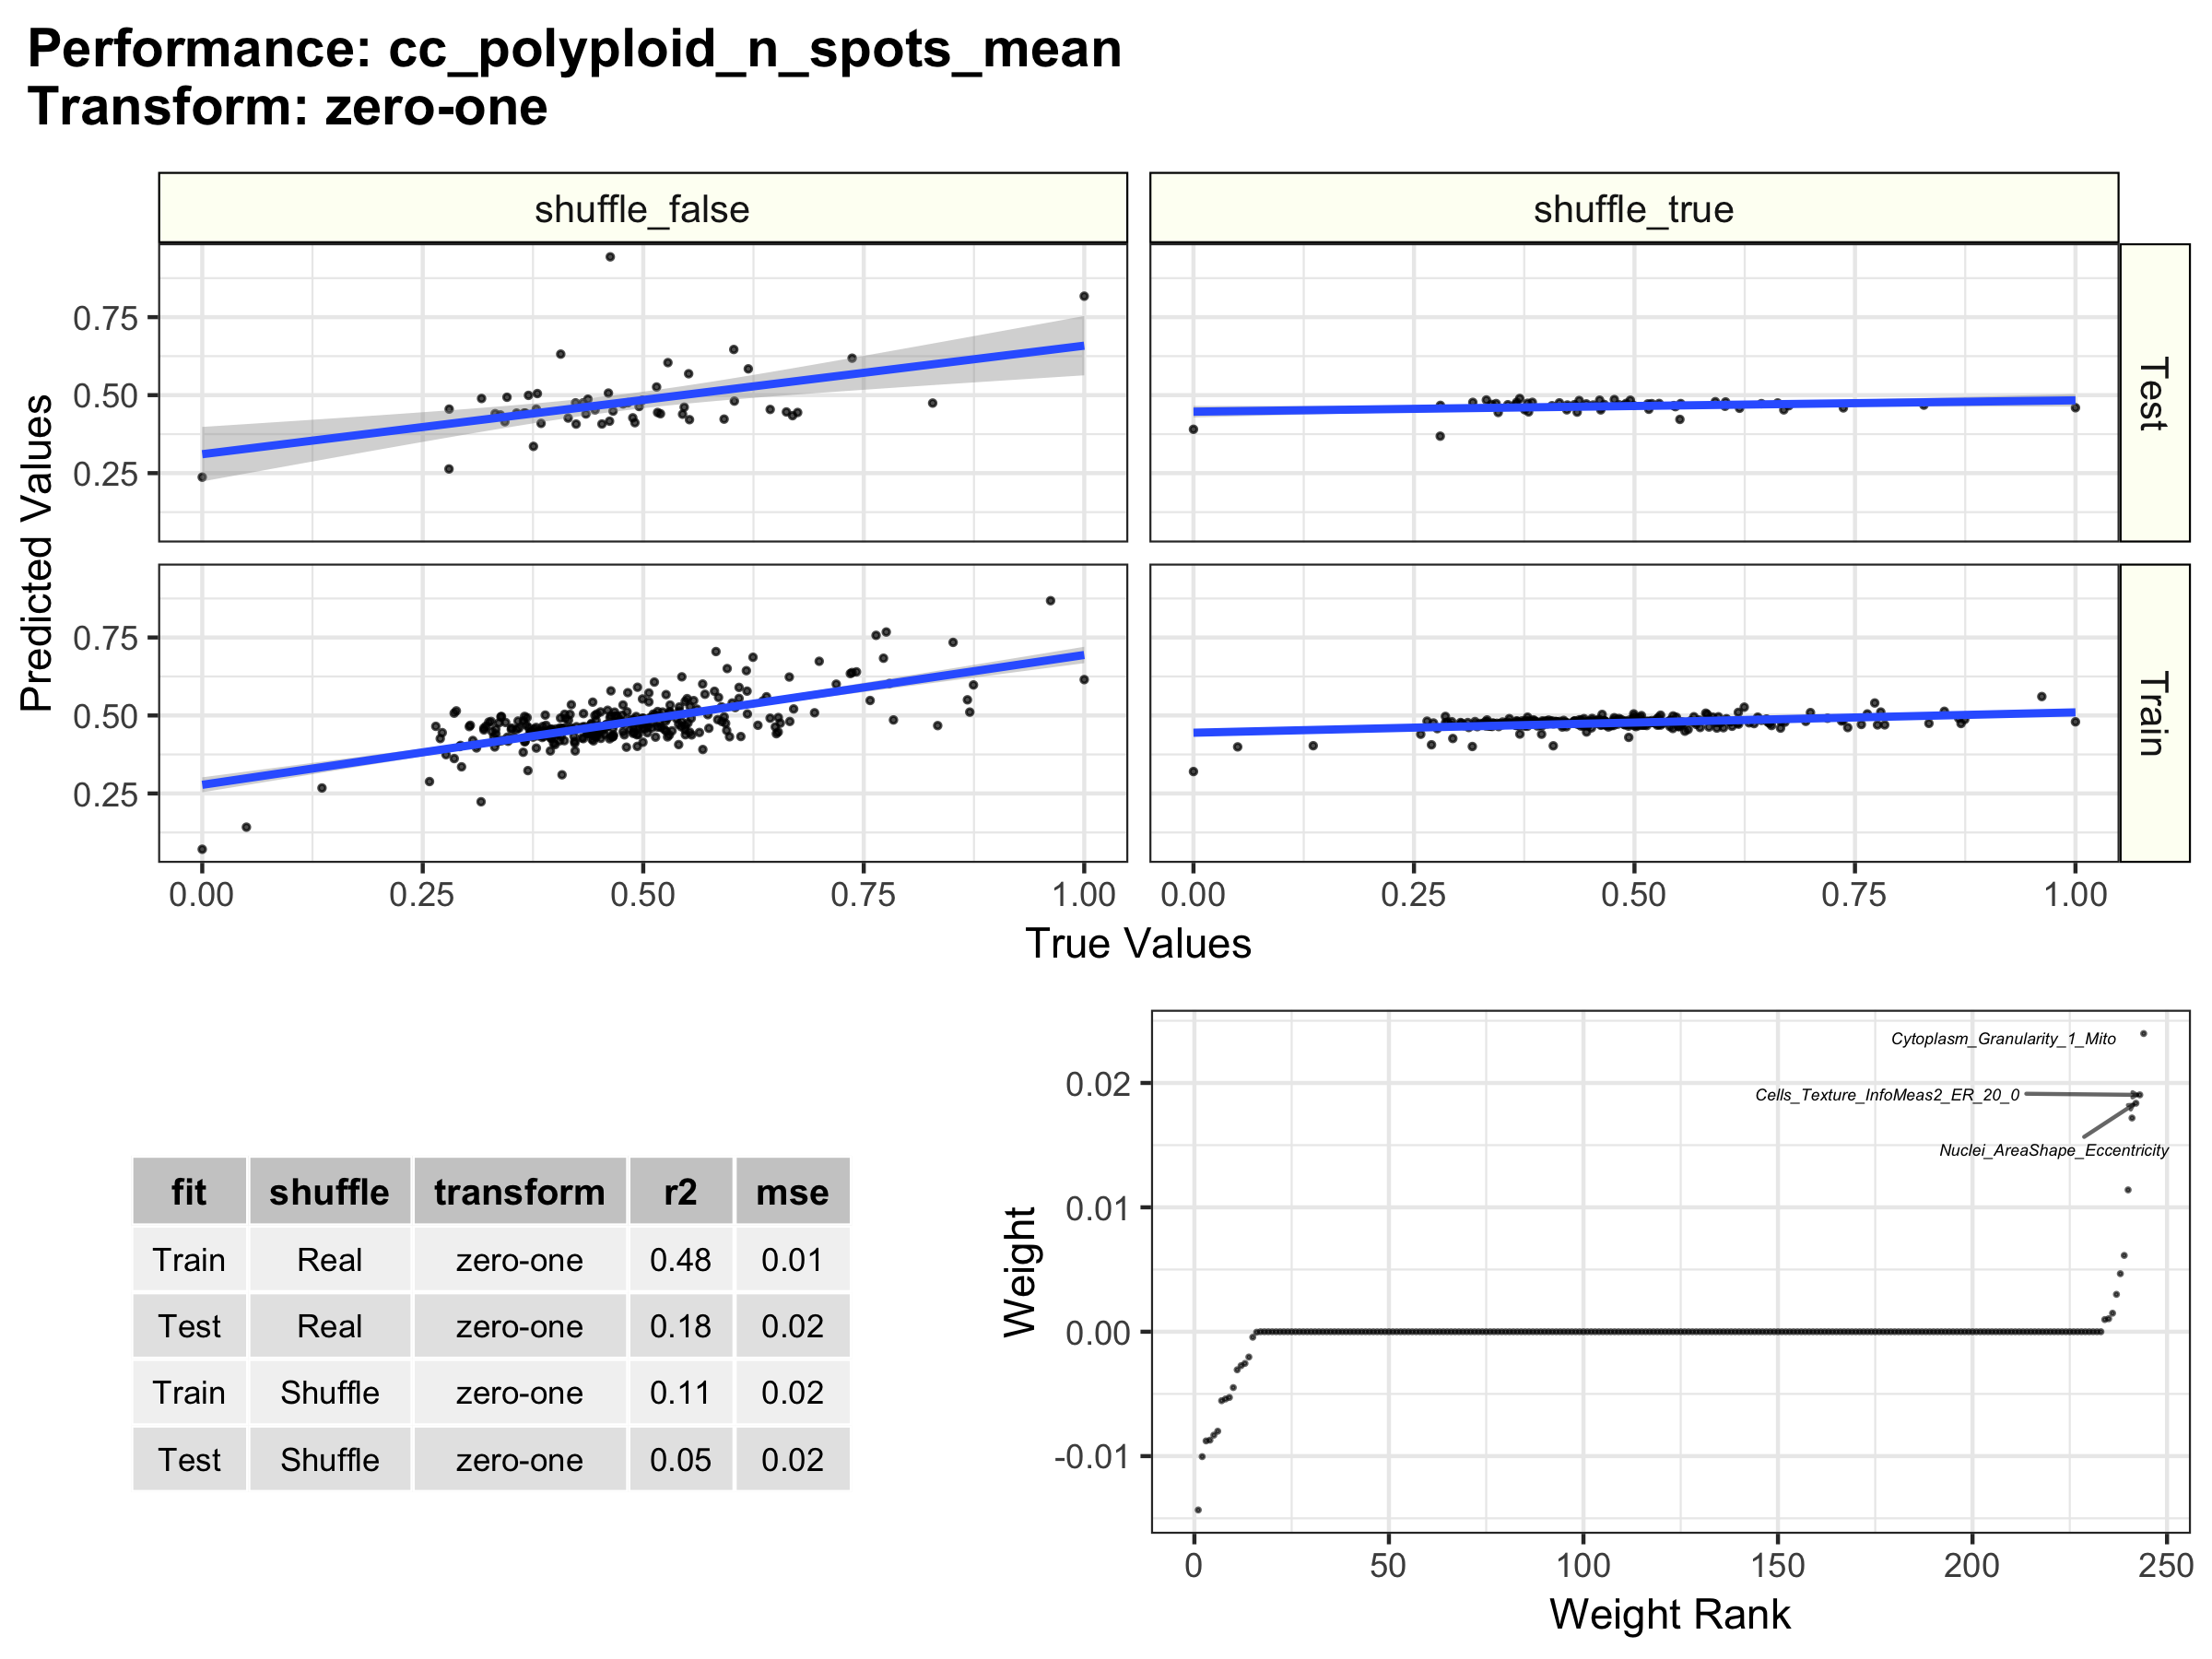 Performance: cc_polyploid_n_spots_mean
Transform: zero-one
shuffle_false
shuffle_true
Predicted Values
0.75
0.50
0.25
Test
0.75
0.50
0.25
Train
0.00 0.25 0.50 0.75 1.00
0.00 0.25 0.50 0.75 1.00
True Values
fit shuffle transform r2 mse
Train Real zero-one 0.48 0.01
Test Real zero-one 0.18 0.02
Train Shuffle zero-one 0.11 0.02
Test Shuffle zero-one 0.05 0.02
Weight
0.02
0.01
0.00
-0.01
Cytoplasm_Granularity_1_Mito
Cells_Texture_InfoMeas2_ER_20_0
Nuclei_AreaShape_Eccentricity
0 50 100 150 200 250
Weight Rank